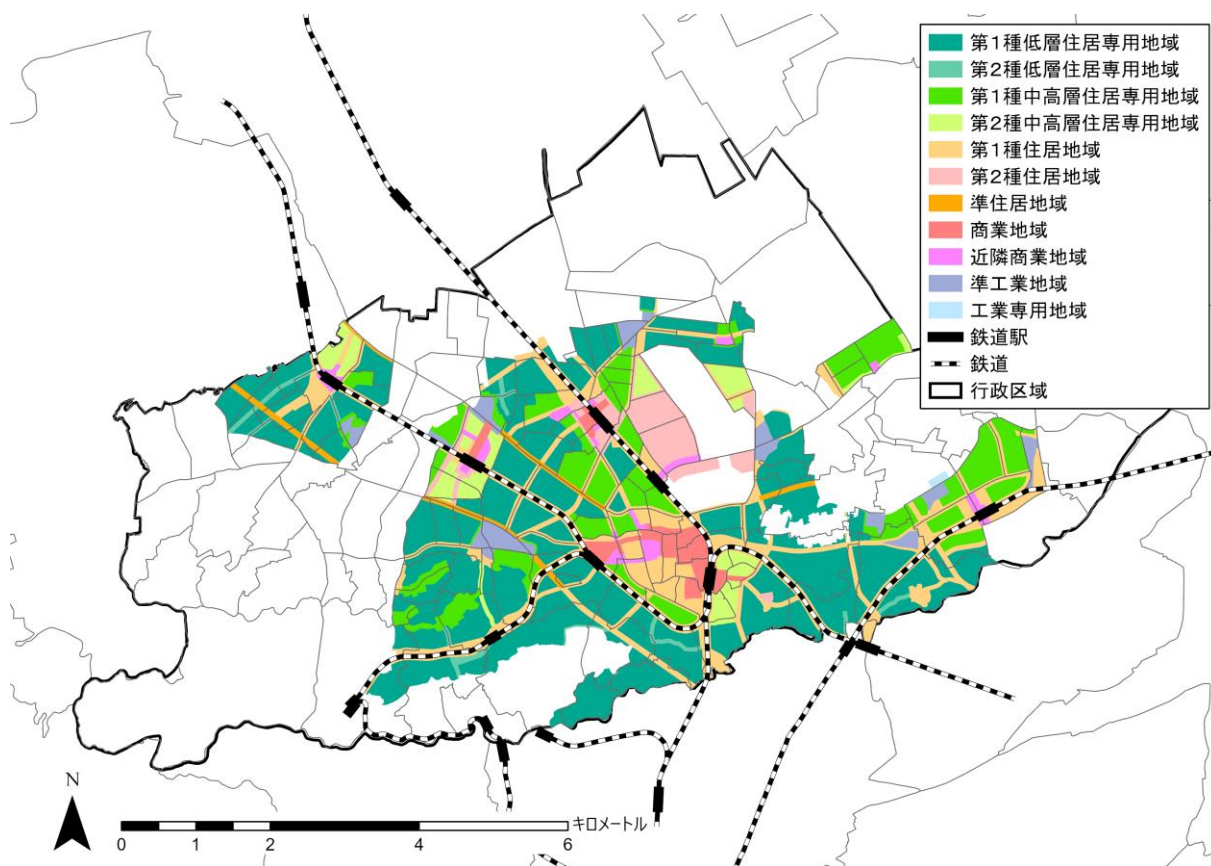 第1種低層住居専用地域
第2種低層住居専用地域
第1種中高層住居専用地域
第2種中高層住居専用地域
第1種住居地域
第2種住居地域
準住居地域
商業地域
近隣商業地域
準工業地域
工業専用地域
鉄道駅
鉄道
行政区域
N
キロメートル
0 1 2 4 6